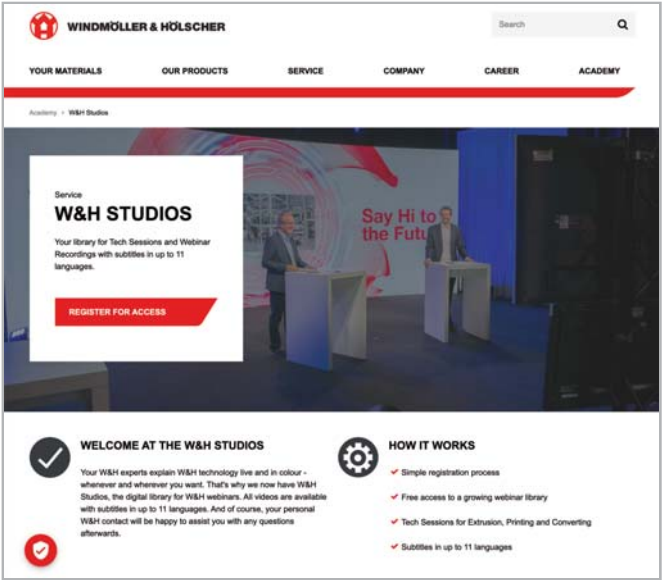 WINDMÖLLER & HÖLSCHER
Search
YOUR MATERIALS
OUR PRODUCTS
SERVICE
COMPANY
CAREER
ACADEMY
Academy
W&H Studios
Service
W&H STUDIOS
Your library for Tech Sessions and Webinar
Recordings with subtitles in up to 11
languages.
REGISTER FOR ACCESS
Say Hi to
the Futu
WELCOME AT THE W&H STUDIOS
Your W&H experts explain W&H technology live and in colour -
whenever and wherever you want. That's why we now have W&H
Studios, the digital library for W&H webinars. All videos are available
with subtitles in up to 11 languages. And of course, your personal
W&H contact will be happy to assist you with any questions
afterwards.
HOW IT WORKS
Simple registration process
Free access to a growing webinar library
Tech Sessions for Extrusion, Printing and Converting
Subtitles in up to 11 languages